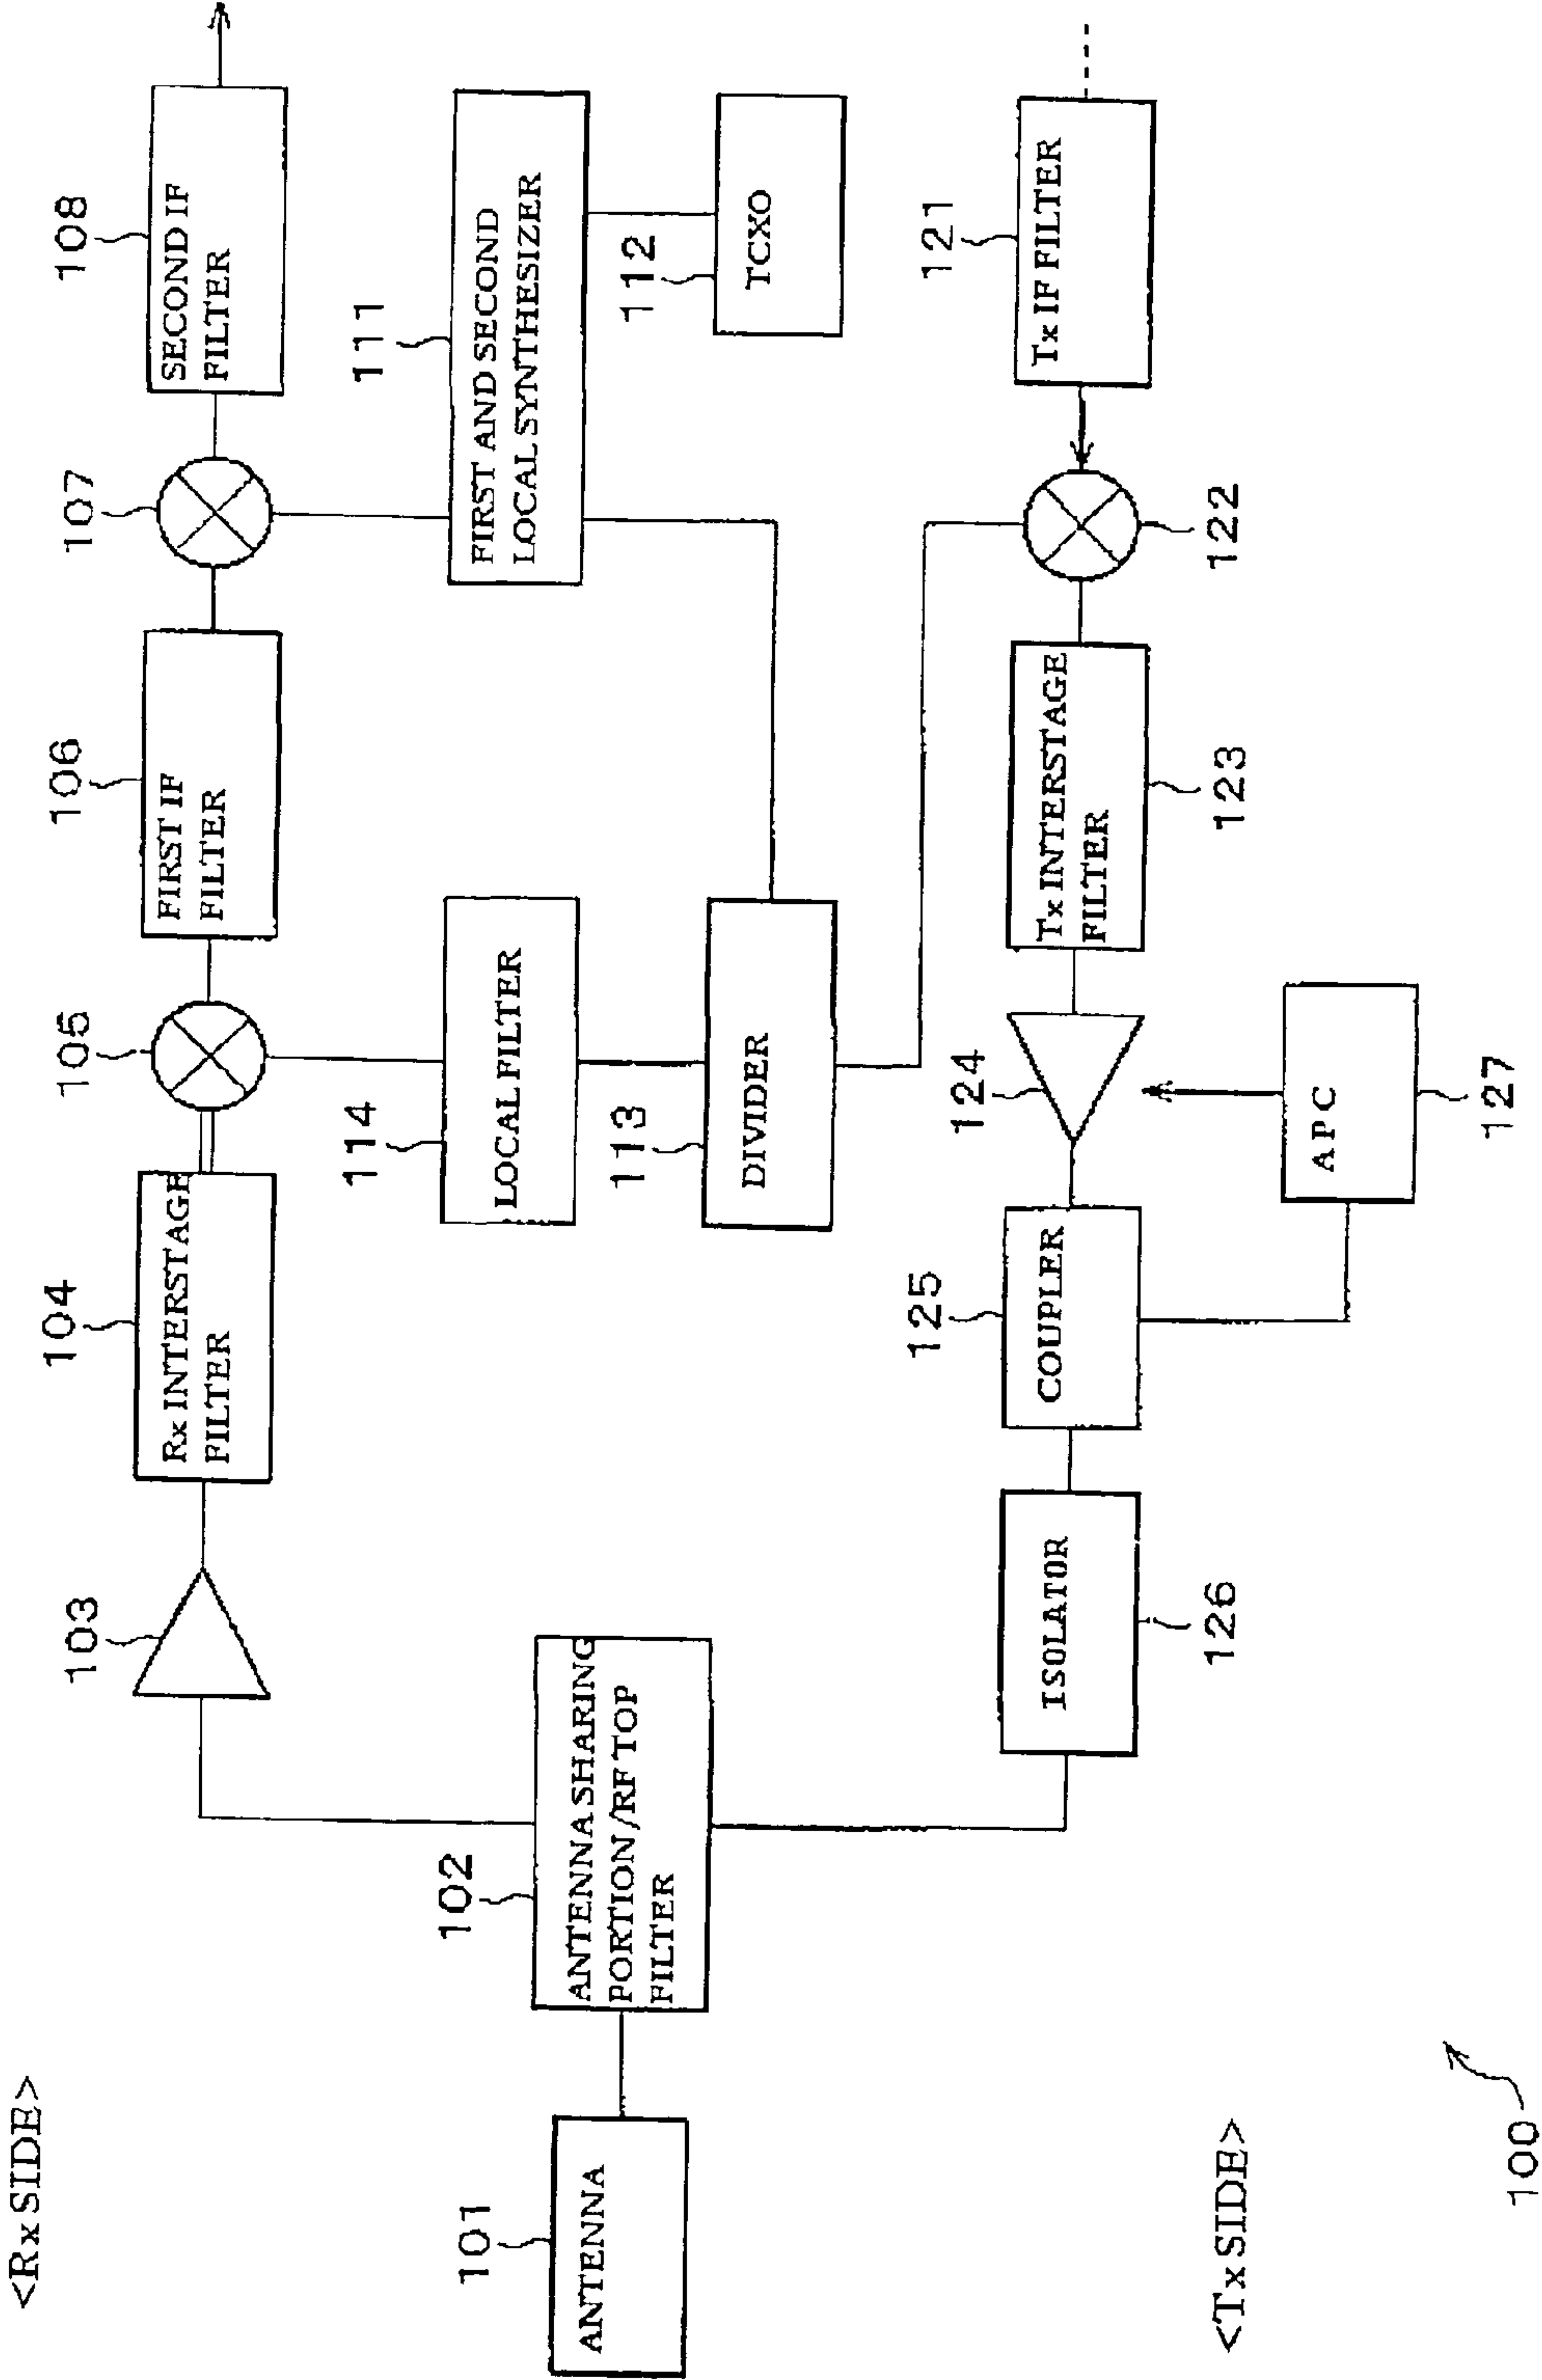 <Rx SIDE>
101
ANTENNA
102
ANTENNA SHARING
PORTION/RF TOP
FILTER
103
104
Rx INTERSTAGE
FILTER
105
106
FIRST IF
FILTER
107
108
SECOND IF
FILTER
111
FIRST AND SECOND
LOCAL SYNTHESIZER
112
TCXO
113
DIVIDER
114
LOCAL FILTER
121
Tx IF FILTER
122
123
Tx INTERSTAGE
FILTER
124
125
COUPLER
126
ISOLATOR
127
APC
<Tx SIDE>
100